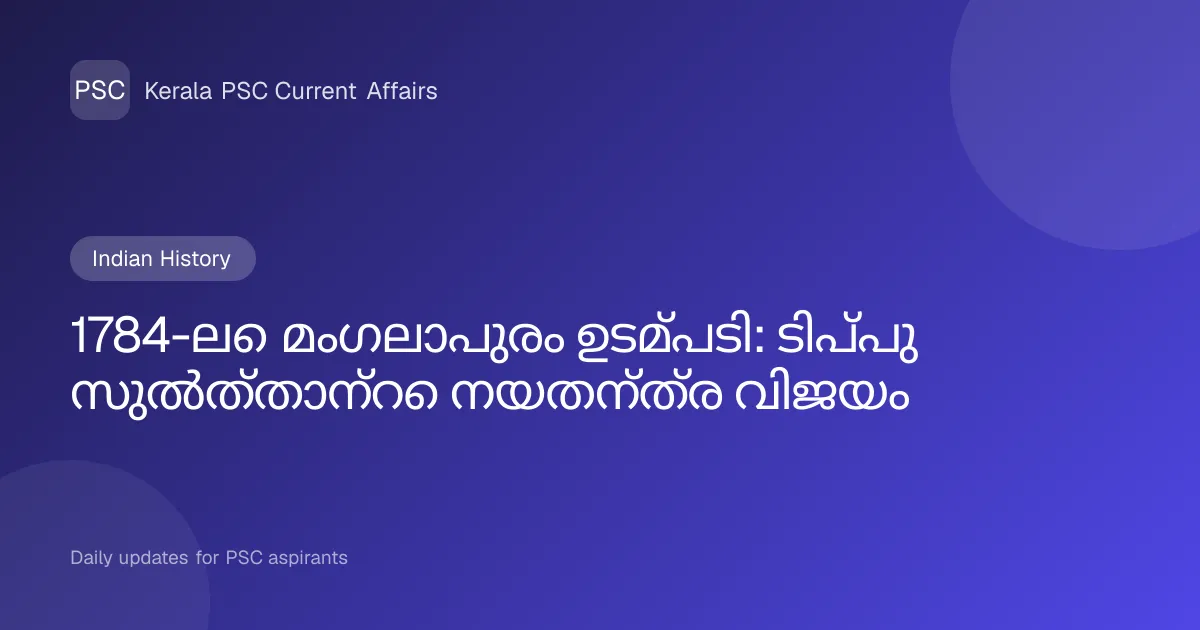 PSC Kerala PSC Current Affairs
Indian History
1784-ലെ മംഗലാപുരം ഉടമ്പടി: ടിപ്പു
സുൽത്താന്റെ നയതന്ത്ര വിജയം
Daily updates for PSC aspirants